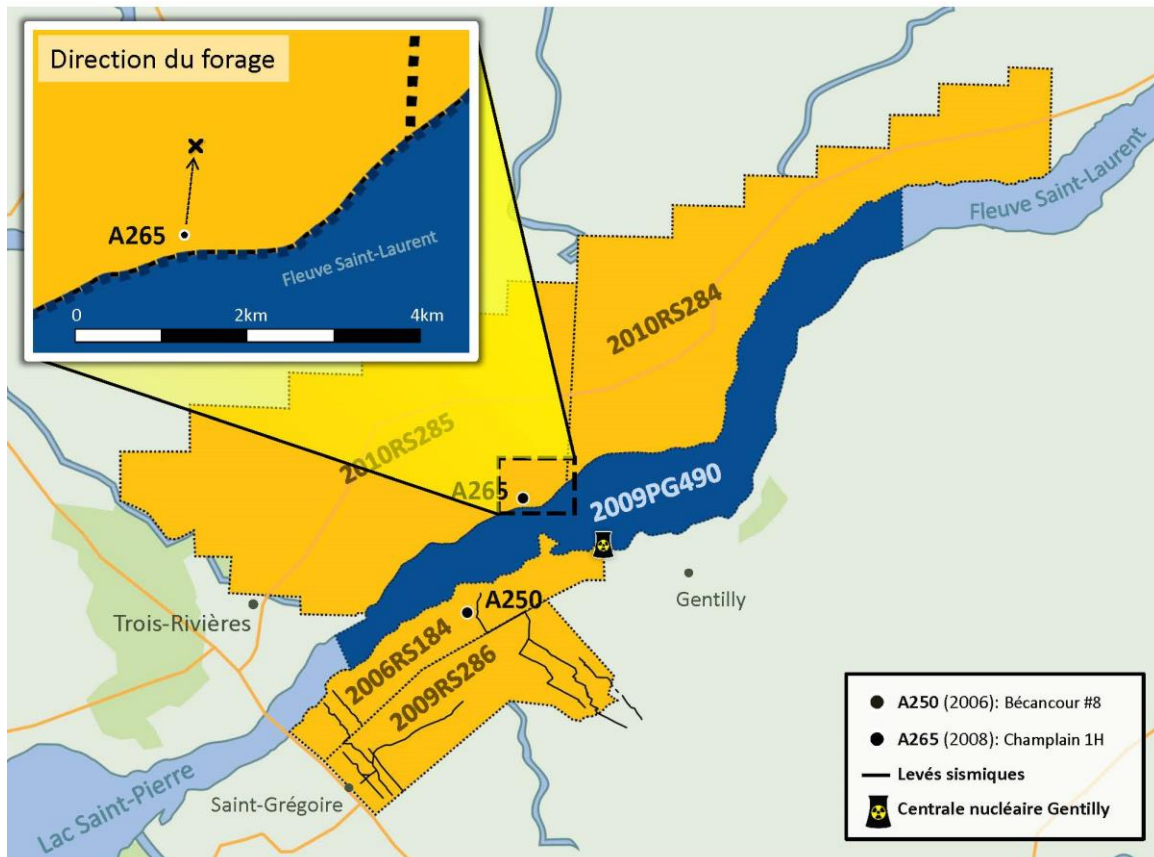 Direction du forage
A265
Fleuve Saint-Laurent
0 2km 4km
Fleuve Saint-Laurent
2010RS284
2010RS285
A265
2009PG490
Gentilly
Trois-Rivières
A250
2006RS184
2009RS286
Lac Saint-Pierre
Saint-Grégoire
A250 (2006): Bécancour #8
A265 (2008): Champlain 1H
Levés sismiques
Centrale nucléaire Gentilly